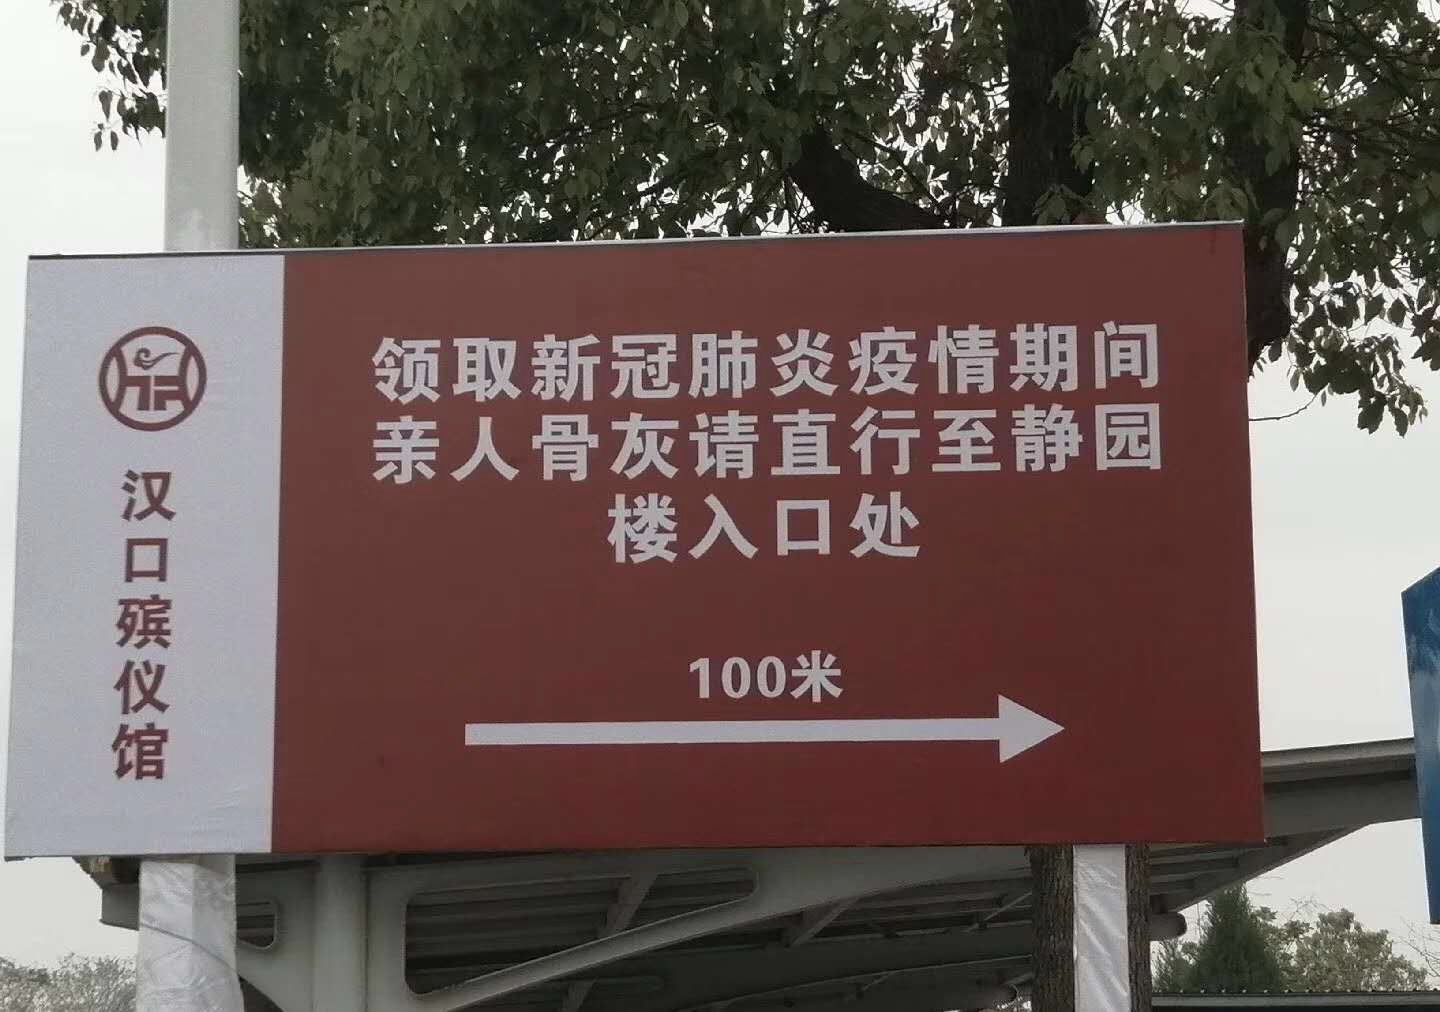 汉口殡仪馆
领取新冠肺炎疫情期间
亲人骨灰请直行至静园
楼入口处
100米